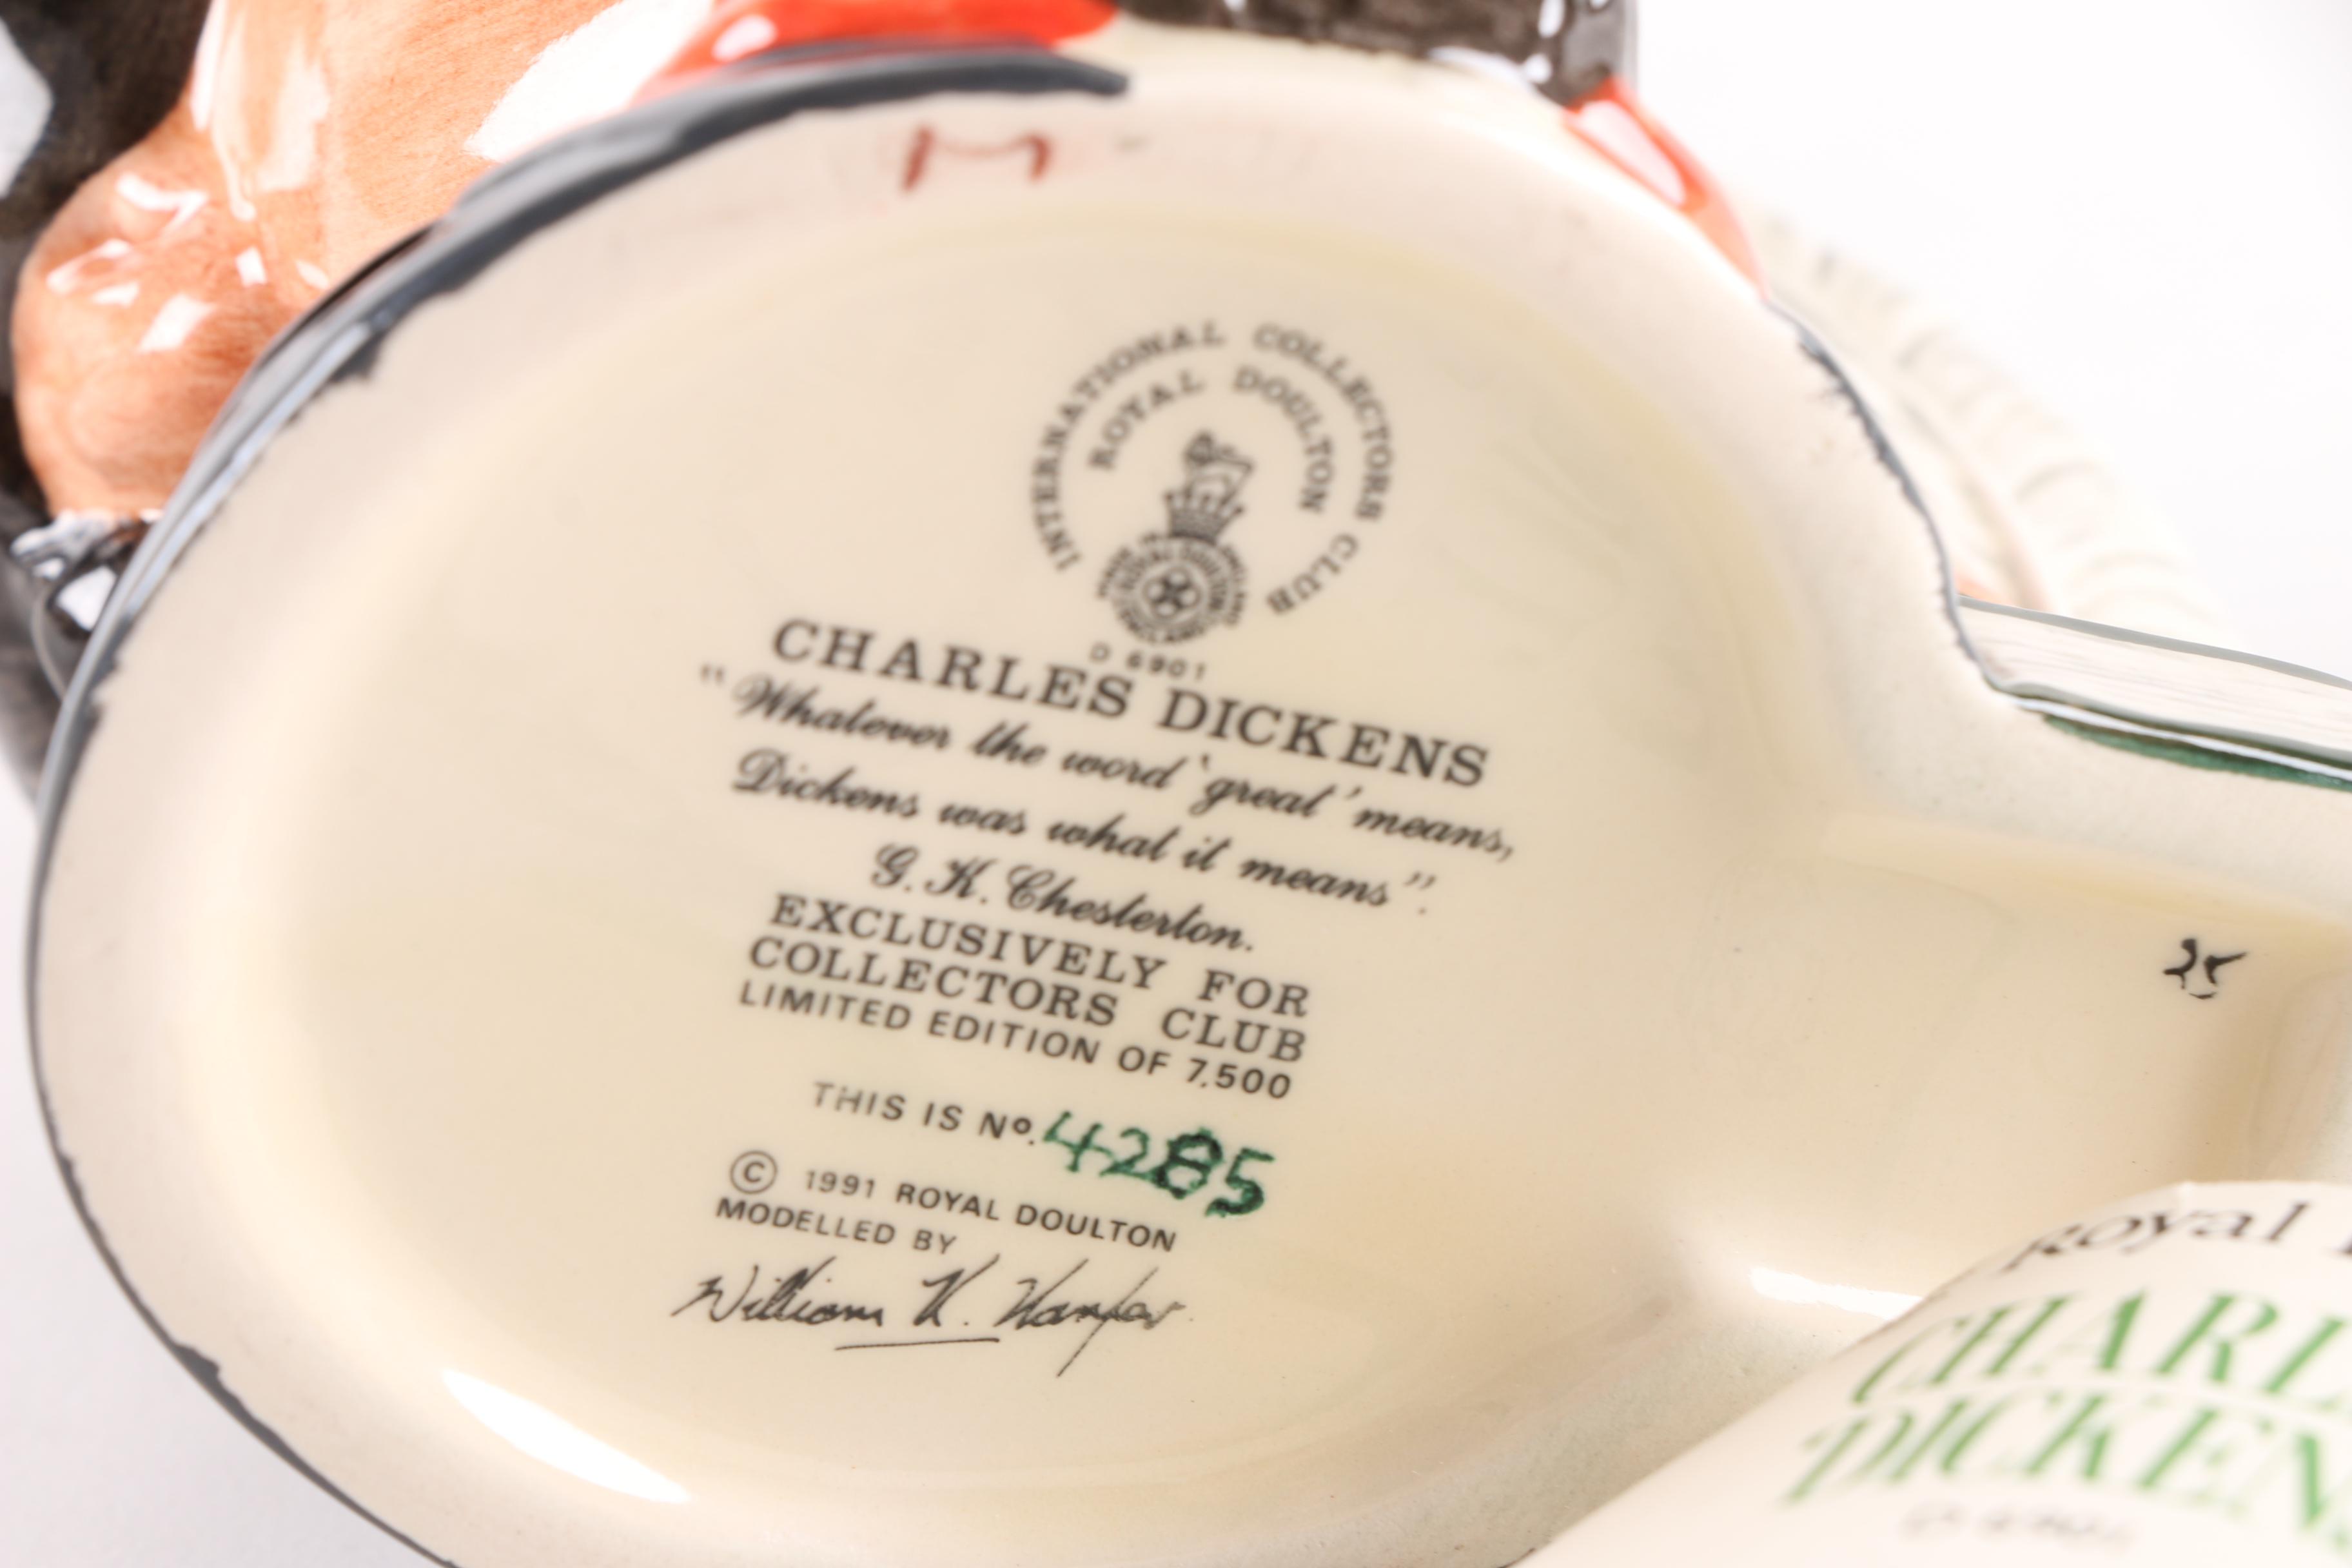 M
INTERNATIONAL COLLECTORS CLUB
ROYAL DOULTON
D 6901
CHARLES DICKENS
"Whatever the word 'great' means,
Dickens was what it means".
G. K. Chesterton.
EXCLUSIVELY FOR
COLLECTORS CLUB
LIMITED EDITION OF 7,500
THIS IS Nº. 4285
© 1991 ROYAL DOULTON
MODELLED BY
William K. Harper
25
Royal
CHARL
DICKENS